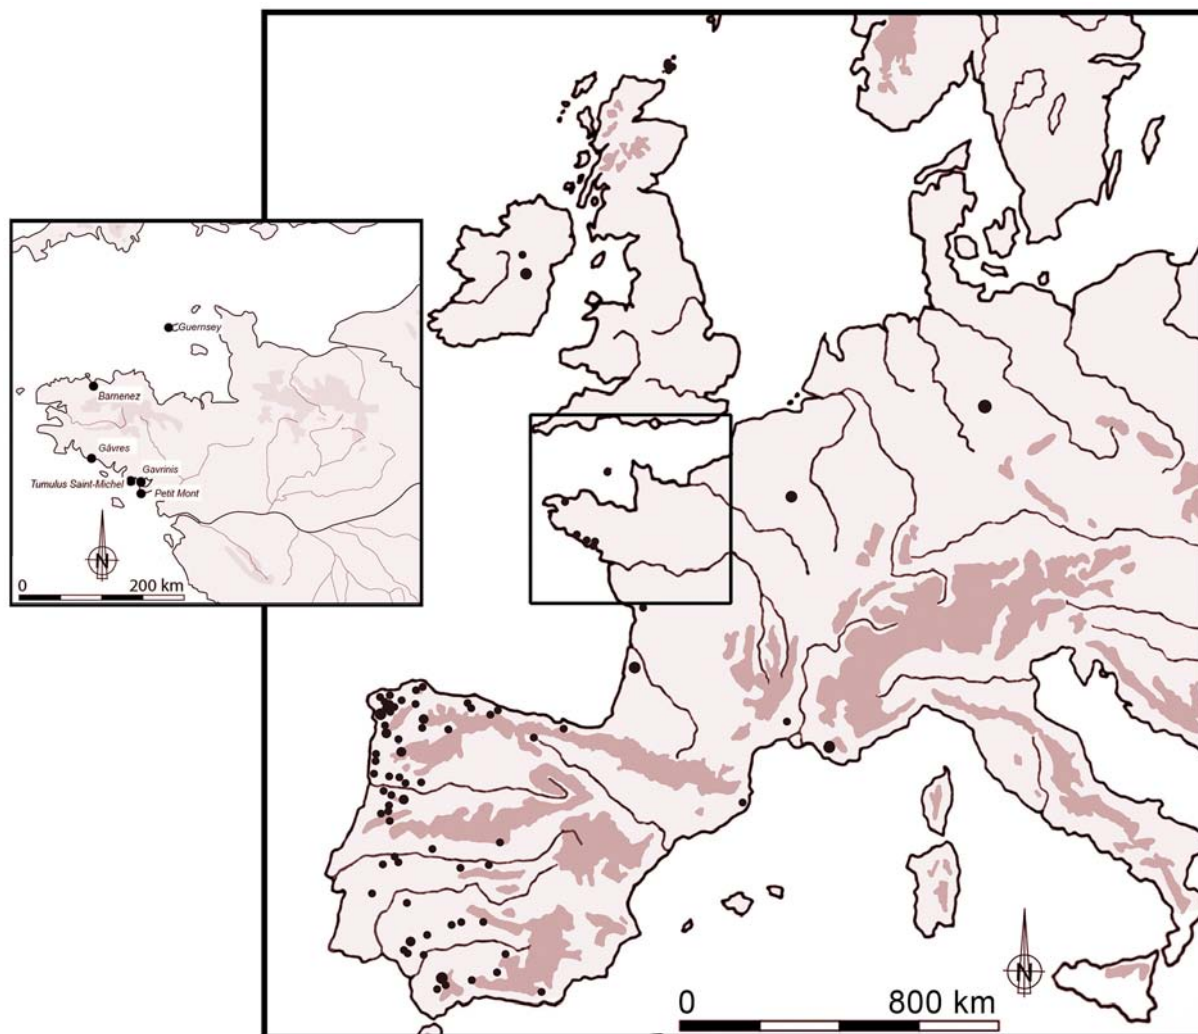 Guernsey
Barnenez
Gâvres
Gavrinis
Tumulus Saint-Michel
Petit Mont
N
0 200 km
N
0 800 km